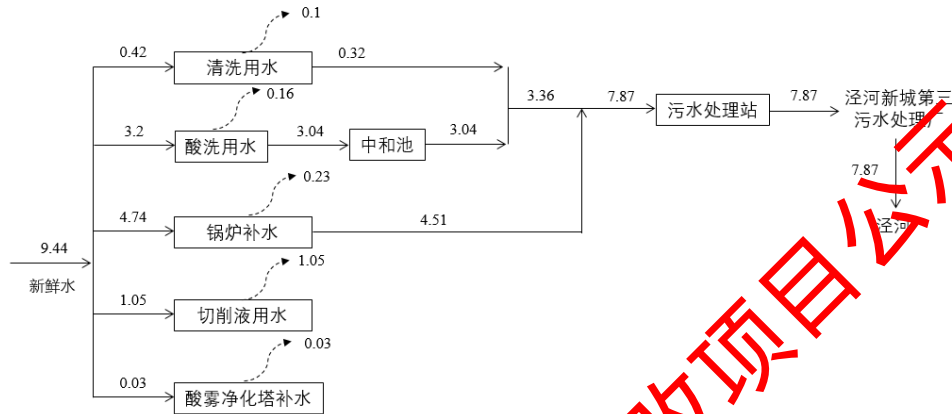 0.1
0.42
清洗用水
0.32
0.16
3.2
酸洗用水
3.04
中和池
3.04
3.36
7.87
污水处理站
7.87
泾河新城第三
污水处理厂
7.87
泾河
0.23
4.74
锅炉补水
4.51
9.44
新鲜水
1.05
1.05
切削液用水
0.03
0.03
酸雾净化塔补水
项目公示